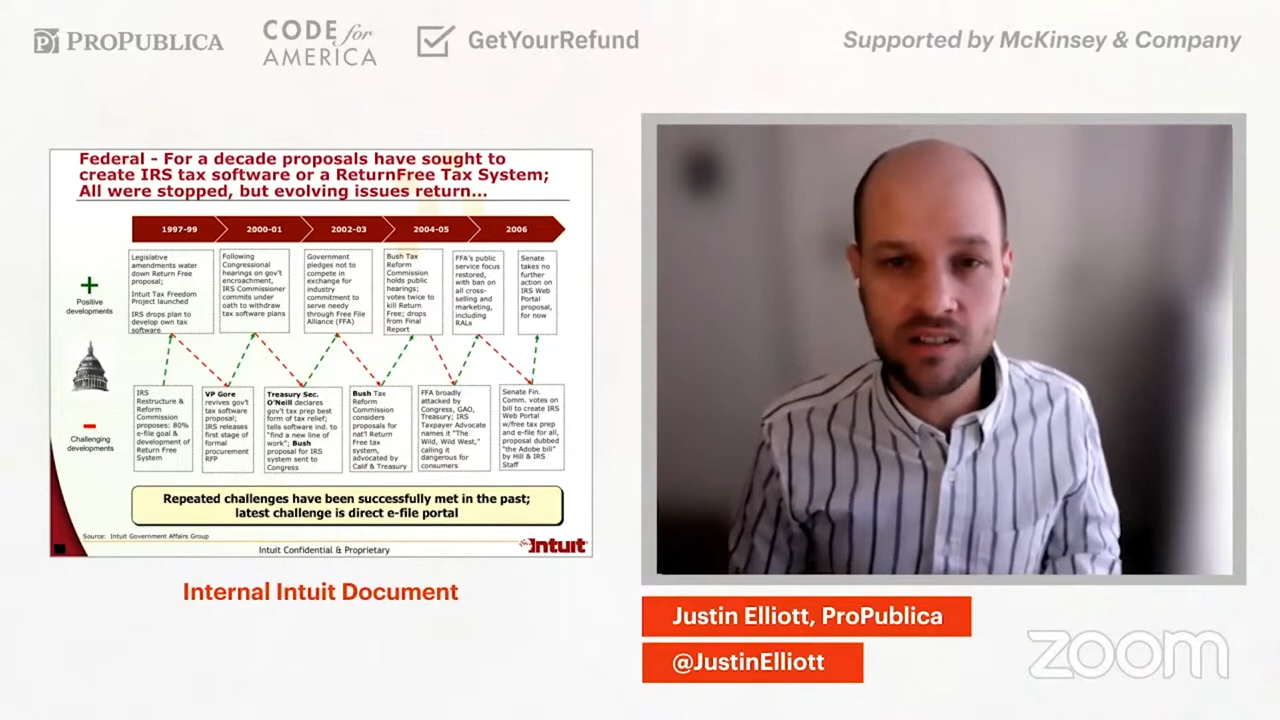 PROPUBLICA
CODE for
AMERICA
GetYourRefund
Supported by McKinsey & Company
Federal - For a decade proposals have sought to
create IRS tax software or a ReturnFree Tax System;
All were stopped, but evolving issues return...
1997-99
2000-01
2002-03
2004-05
2006
Positive
developments
Legislative
amendments water
down Return Free
proposal;
Intuit Tax Freedom
Project launched
IRS drops plan to
develop own tax
software
Following
Congressional
hearings on gov't
encroachment,
IRS Commissioner
commits under
oath to withdraw
tax software plans
Government
pledges not to
compete in
exchange for
industry
commitment to
serve needy
through Free File
Alliance (FFA)
Bush Tax
Reform
Commission
holds public
hearings;
votes twice to
kill Return
Free; drops
from Final
Report
FFA's public
service focus
restored,
with ban on
all cross-
selling and
marketing,
including
RALs
Senate
takes no
further
action on
IRS Web
Portal
proposal,
for now
Challenging
developments
IRS
Restructure &
Reform
Commission
proposes: 80%
e-file goal &
development of
Return Free
System
VP Gore
revives gov't
tax software
proposal;
IRS releases
first stage of
formal
procurement
RFP
Treasury Sec.
O'Neill declares
gov't tax prep best
form of tax relief;
tells software ind. to
"find a new line of
work"; Bush
proposal for IRS
system sent to
Congress
Bush Tax
Reform
Commission
considers
proposals for
nat'l Return
Free tax
system,
advocated by
Calif & Treasury
FFA broadly
attacked by
Congress, GAO,
Treasury; IRS
Taxpayer Advocate
names it "The
Wild, Wild West,"
calling it
dangerous for
consumers
Senate Fin.
Comm. votes on
bill to create IRS
Web Portal
w/free tax prep
and e-file for all,
proposal dubbed
"the Adobe bill"
by Hill & IRS
Staff
Repeated challenges have been successfully met in the past;
latest challenge is direct e-file portal
Source: Intuit Government Affairs Group
Intuit Confidential & Proprietary
Intuit
Internal Intuit Document
Justin Elliott, ProPublica
@JustinElliott
zoom